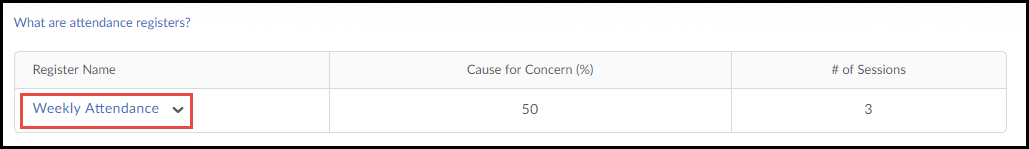 What are attendance registers?
Register Name Cause for Concern (%) # of Sessions
Weekly Attendance 50 3